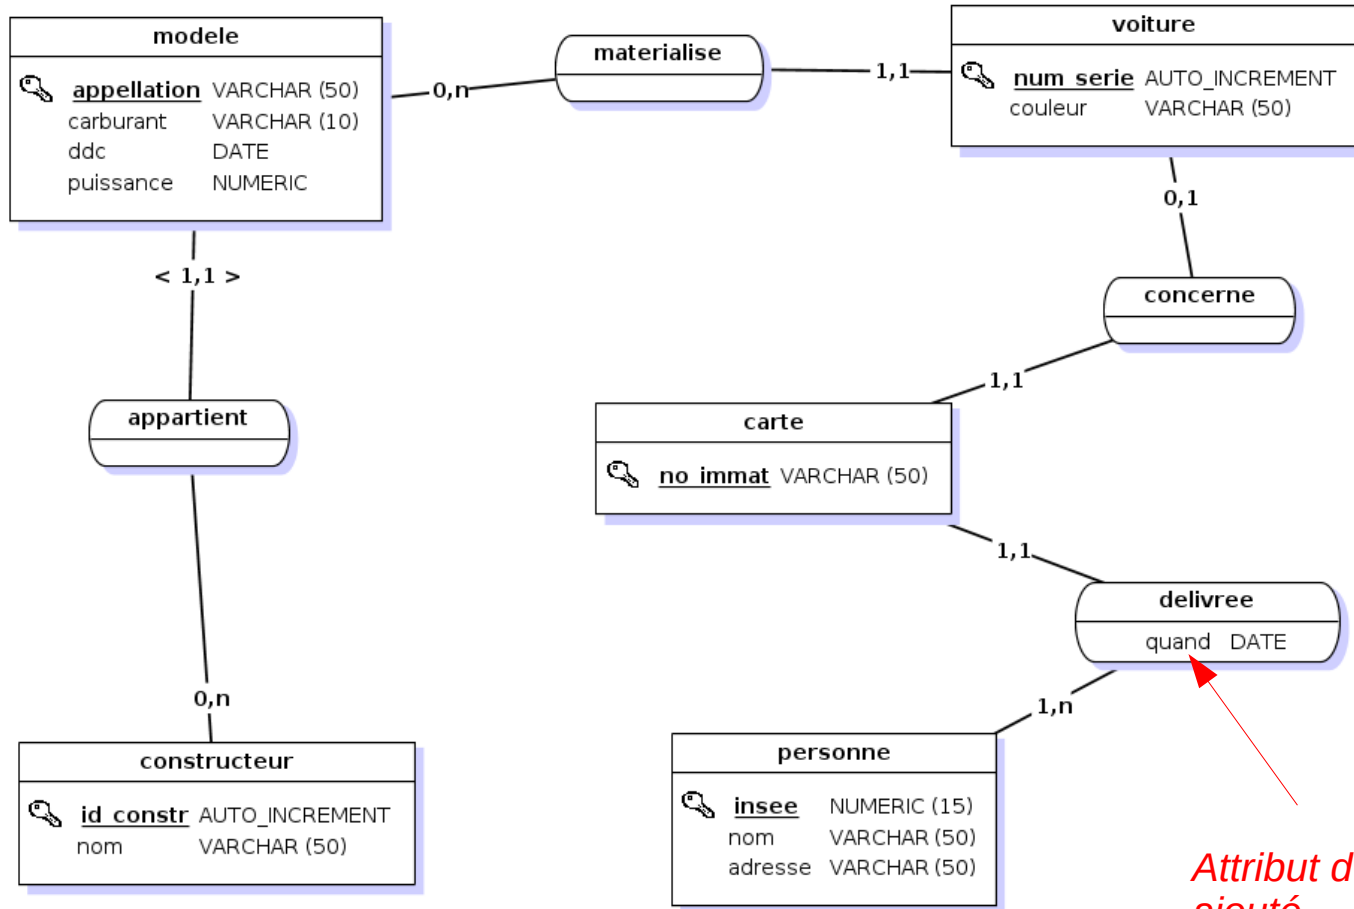 modele
appellation VARCHAR (50)
carburant VARCHAR (10)
ddc DATE
puissance NUMERIC
0,n
materialise
1,1
voiture
num_serie AUTO_INCREMENT
couleur VARCHAR (50)
0,1
concerne
1,1
< 1,1 >
appartient
carte
no_immat VARCHAR (50)
1,1
delivree
quand DATE
0,n
1,n
constructeur
id_constr AUTO_INCREMENT
nom VARCHAR (50)
personne
insee NUMERIC (15)
nom VARCHAR (50)
adresse VARCHAR (50)
Attribut d
ajouté